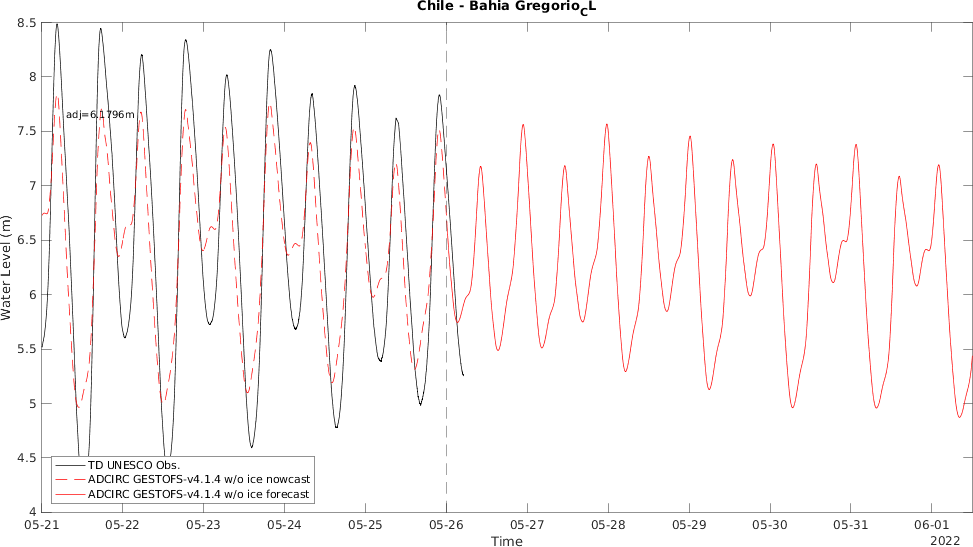 Chile - Bahia Gregorio_CL
8.5
8
7.5
7
6.5
6
5.5
5
4.5
4
Water Level (m)
adj=6.1796m
TD UNESCO Obs.
ADCIRC GESTOFS-v4.1.4 w/o ice nowcast
ADCIRC GESTOFS-v4.1.4 w/o ice forecast
05-21 05-22 05-23 05-24 05-25 05-26 05-27 05-28 05-29 05-30 05-31 06-01
Time
2022